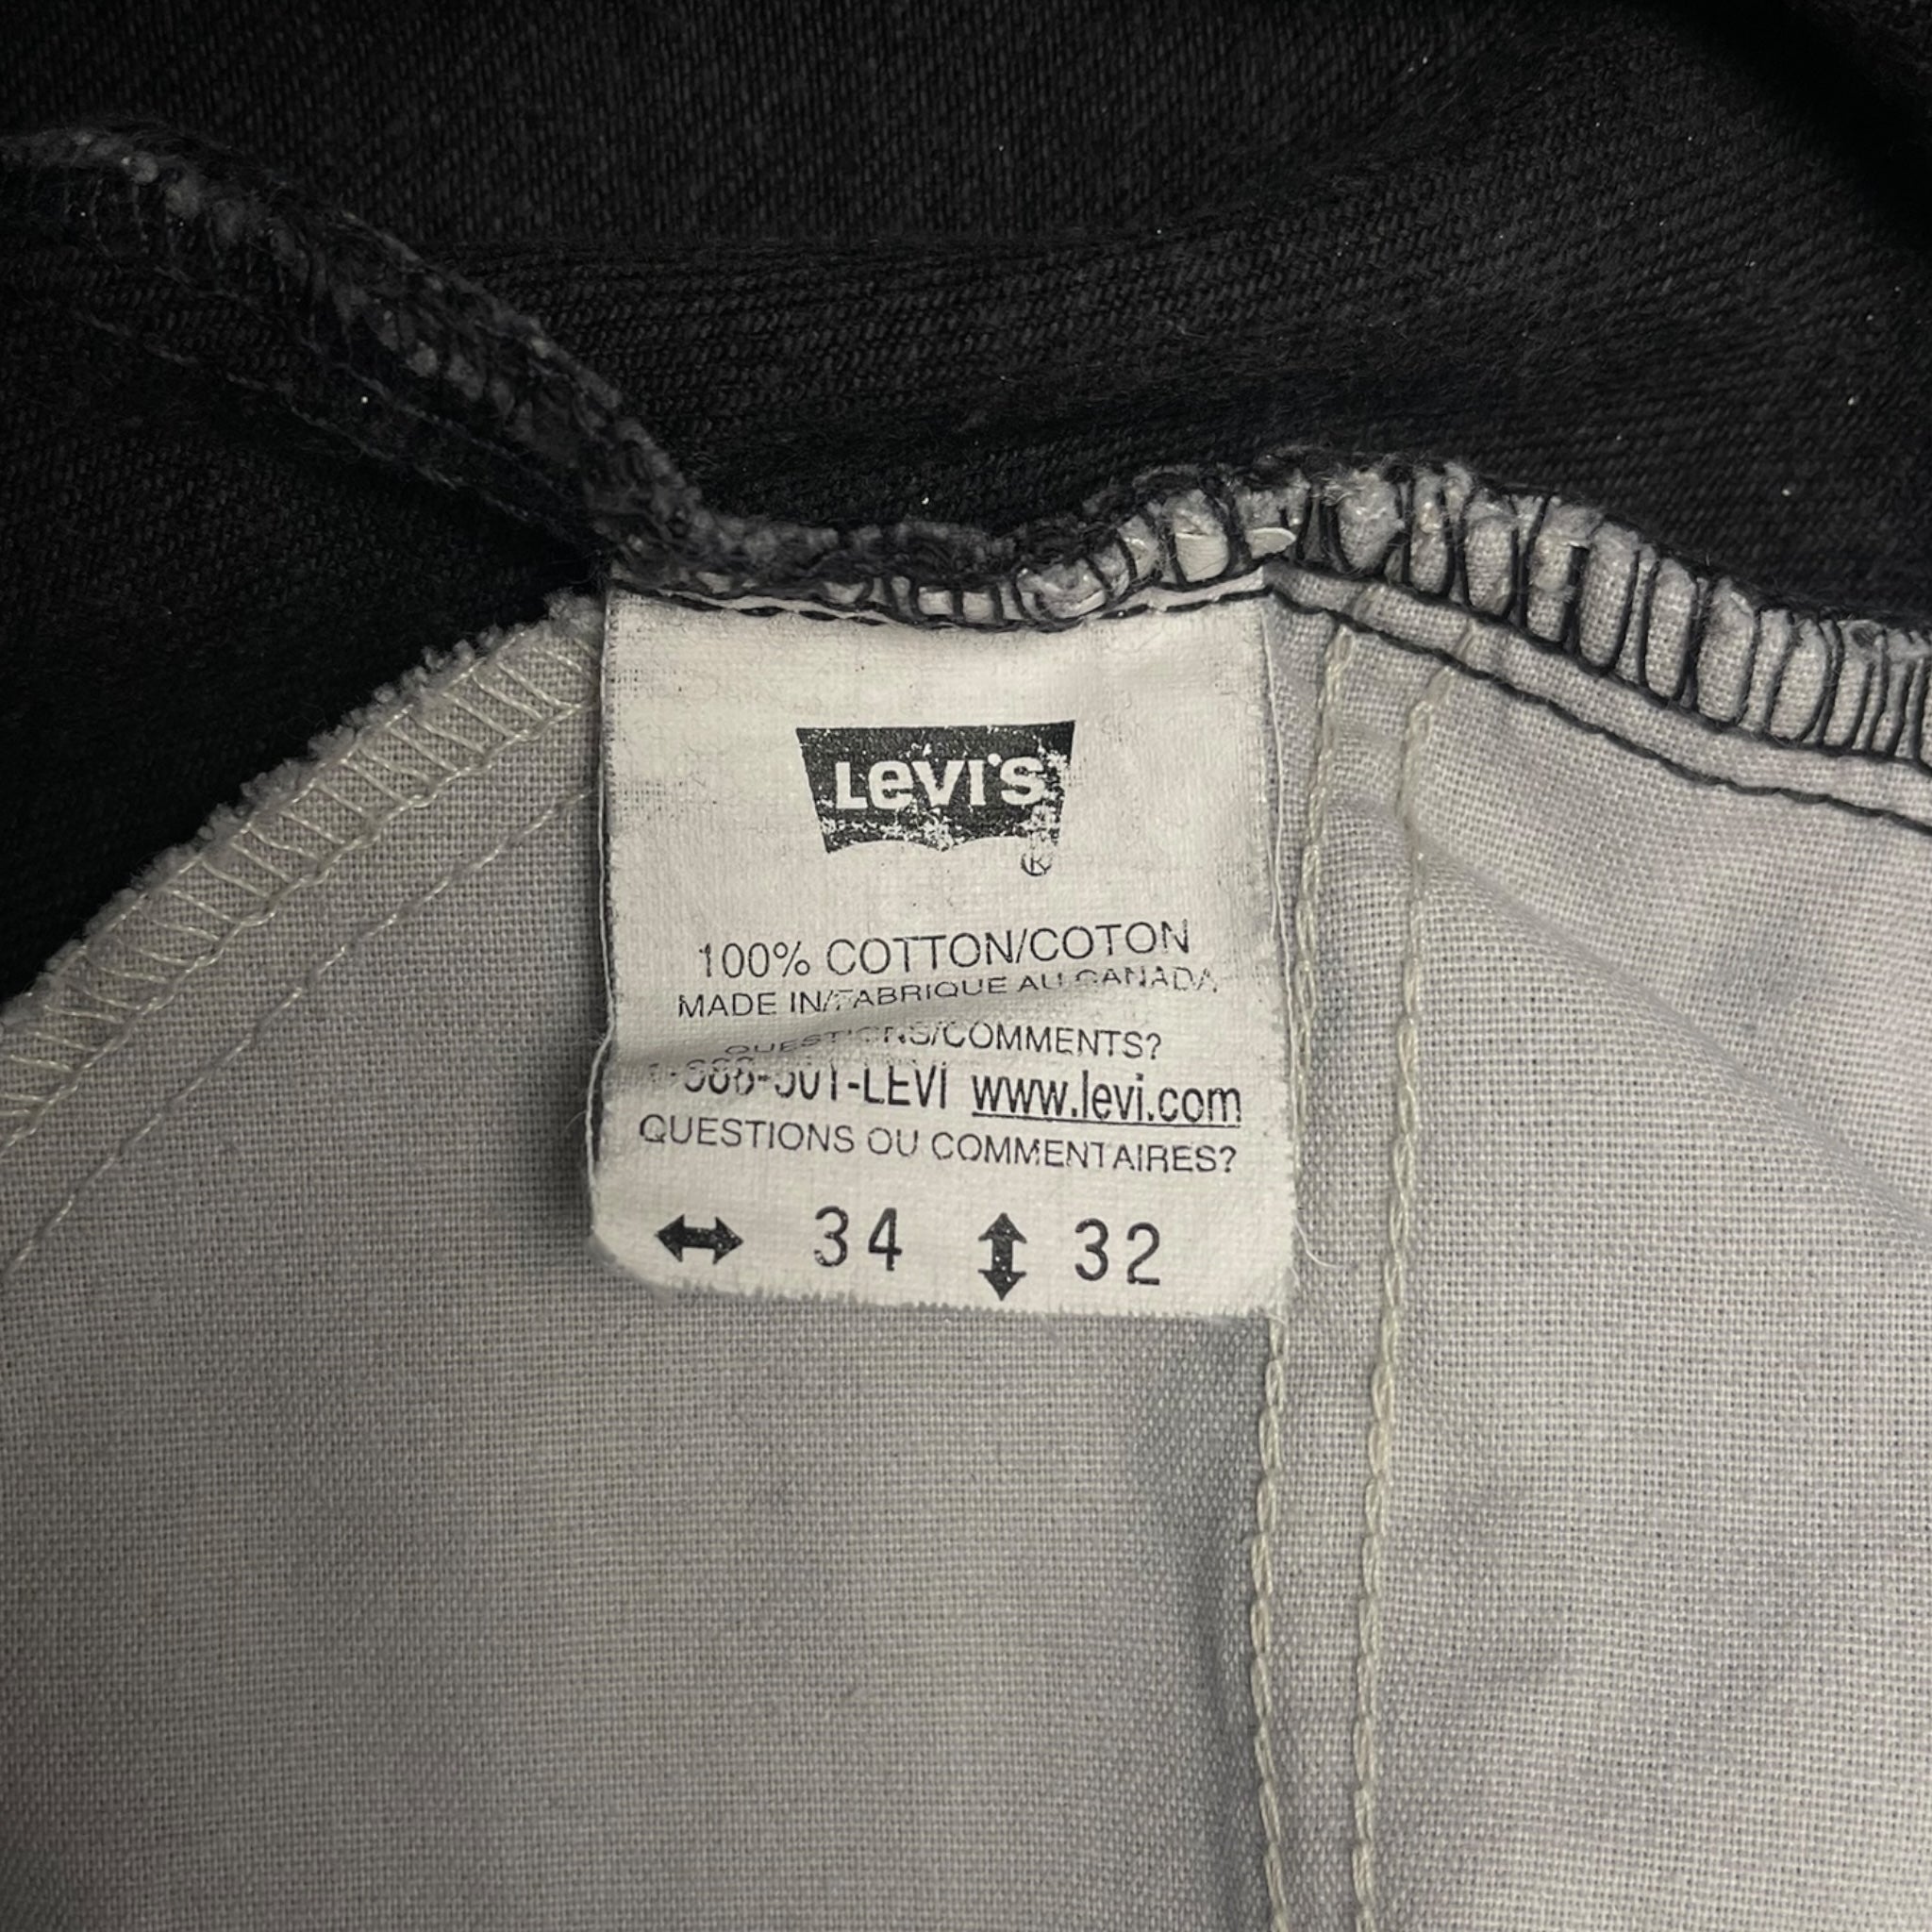 LEVI'S
®
100% COTTON/COTON
MADE IN/FABRIQUE AU CANADA
QUESTIONS/COMMENTS?
-501-LEVI www.levi.com
QUESTIONS OU COMMENTAIRES?
34 32